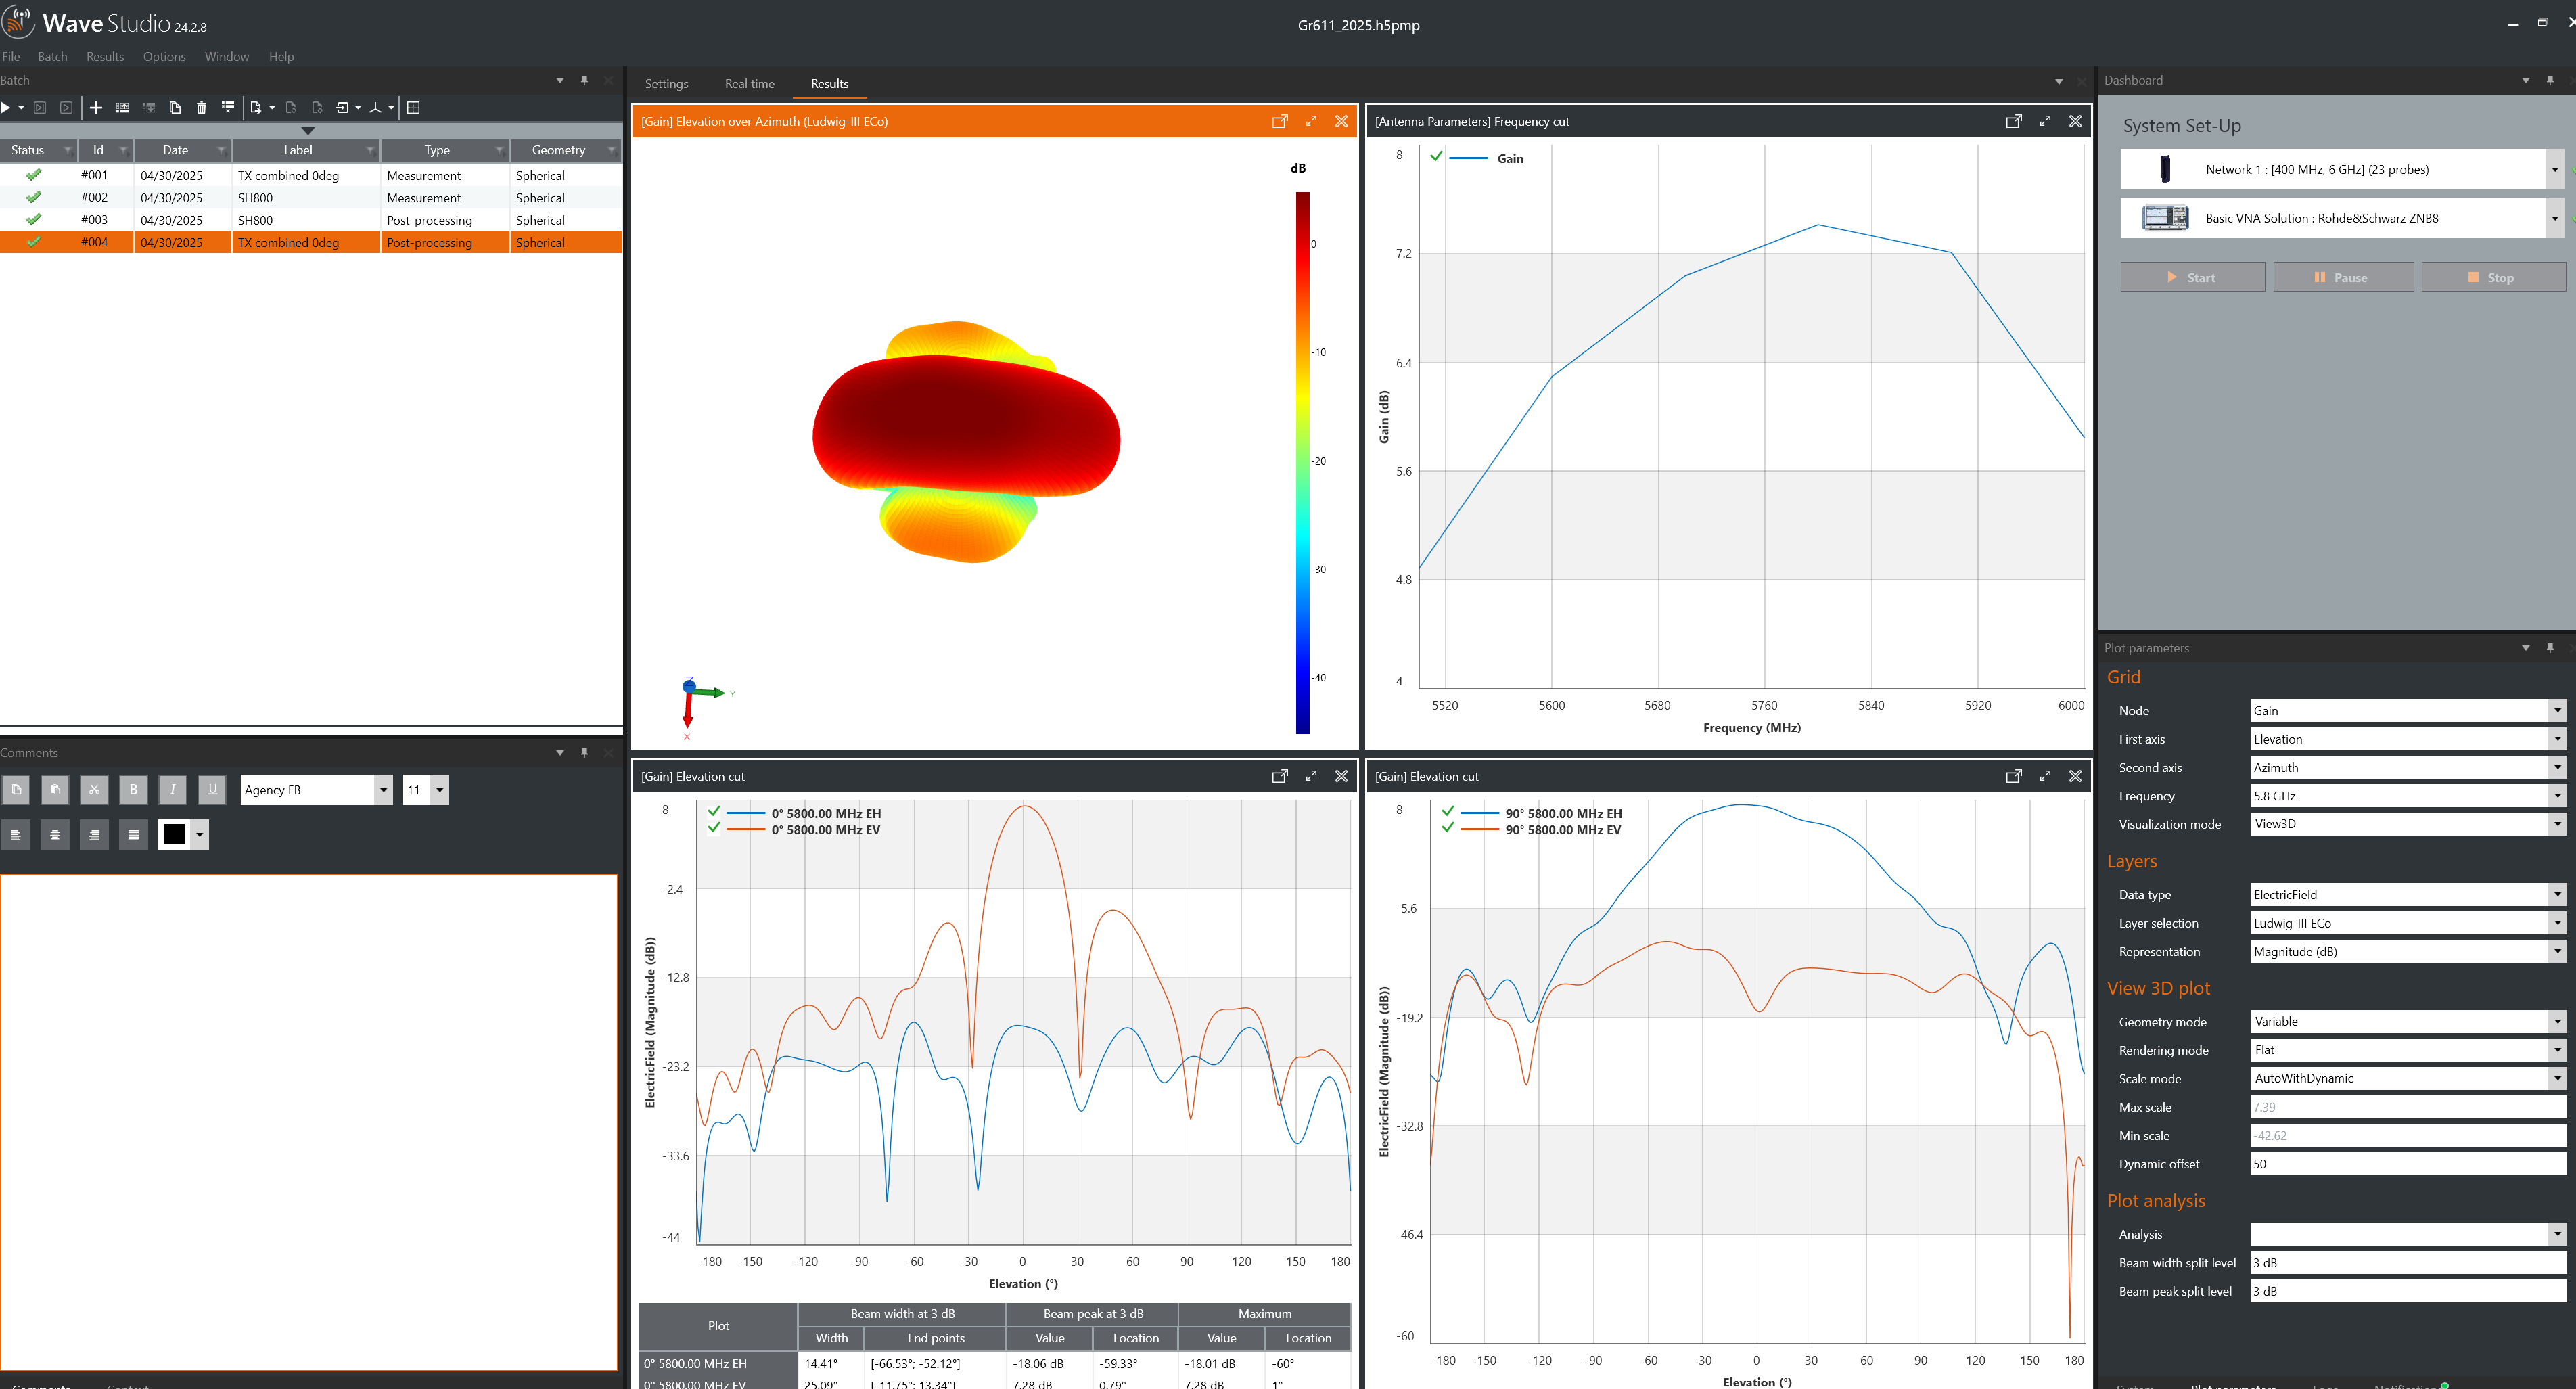 Wave Studio 24.2.8
Gr611_2025.h5pmp
File Batch Results Options Window Help
Batch
Status Id Date Label Type Geometry
#001 04/30/2025 TX combined 0deg Measurement Spherical
#002 04/30/2025 SH800 Measurement Spherical
#003 04/30/2025 SH800 Post-processing Spherical
#004 04/30/2025 TX combined 0deg Post-processing Spherical
Comments
B I U Agency FB 11
Settings Real time Results
[Gain] Elevation over Azimuth (Ludwig-III ECo)
dB
0
-10
-20
-30
-40
Z
Y
X
[Antenna Parameters] Frequency cut
Gain
8
7.2
6.4
5.6
4.8
4
Gain (dB)
5520 5600 5680 5760 5840 5920 6000
Frequency (MHz)
[Gain] Elevation cut
0° 5800.00 MHz EH
0° 5800.00 MHz EV
8
-2.4
-12.8
-23.2
-33.6
-44
ElectricField (Magnitude (dB))
-180 -150 -120 -90 -60 -30 0 30 60 90 120 150 180
Elevation (°)
Plot Beam width at 3 dB Beam peak at 3 dB Maximum
Width End points Value Location Value Location
0° 5800.00 MHz EH 14.41° [-66.53°; -52.12°] -18.06 dB -59.33° -18.01 dB -60°
0° 5800.00 MHz EV 25.09° [-11.75°; 13.34°] 7.28 dB 0.79° 7.28 dB 1°
[Gain] Elevation cut
90° 5800.00 MHz EH
90° 5800.00 MHz EV
8
-5.6
-19.2
-32.8
-46.4
-60
ElectricField (Magnitude (dB))
-180 -150 -120 -90 -60 -30 0 30 60 90 120 150 180
Elevation (°)
Dashboard
System Set-Up
Network 1 : [400 MHz, 6 GHz] (23 probes)
Basic VNA Solution : Rohde&Schwarz ZNB8
Start Pause Stop
Plot parameters
Grid
Node Gain
First axis Elevation
Second axis Azimuth
Frequency 5.8 GHz
Visualization mode View3D
Layers
Data type ElectricField
Layer selection Ludwig-III ECo
Representation Magnitude (dB)
View 3D plot
Geometry mode Variable
Rendering mode Flat
Scale mode AutoWithDynamic
Max scale 7.39
Min scale -42.62
Dynamic offset 50
Plot analysis
Analysis
Beam width split level 3 dB
Beam peak split level 3 dB